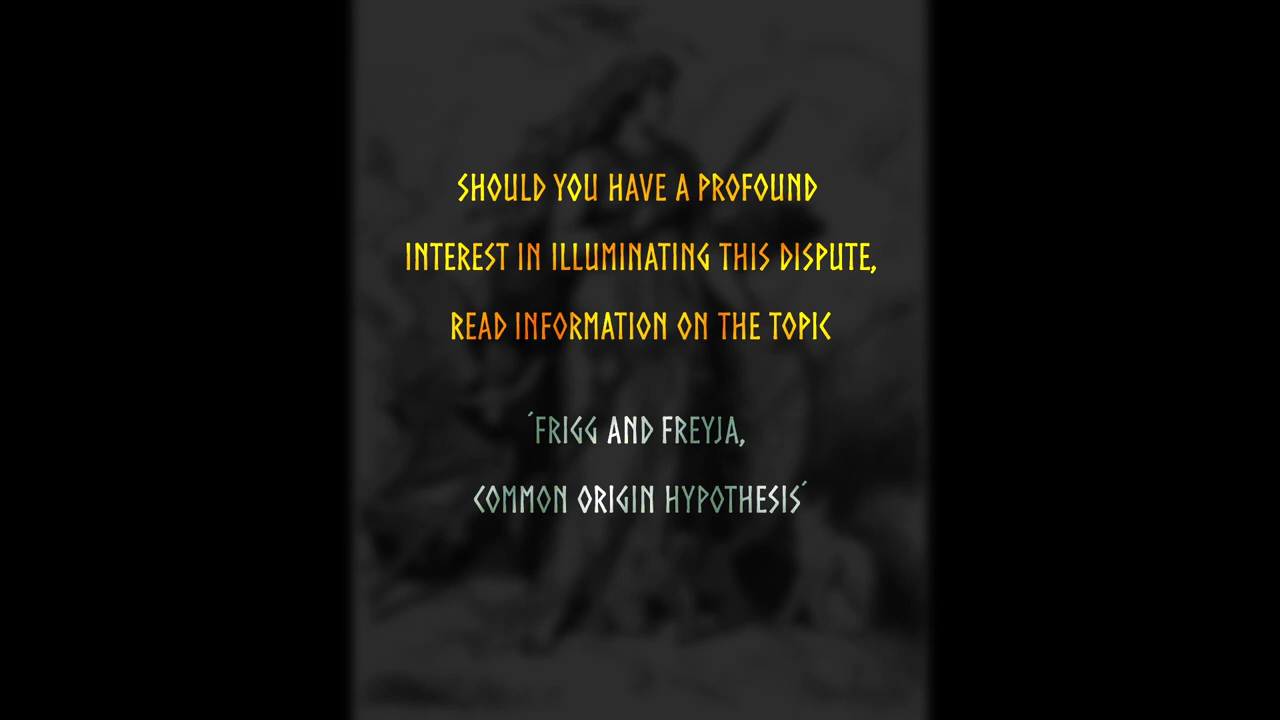 SHOULD YOU HAVE A PROFOUND
INTEREST IN ILLUMINATING THIS DISPUTE,
READ INFORMATION ON THE TOPIC
´FRIGG AND FREYJA,
COMMON ORIGIN HYPOTHESIS´